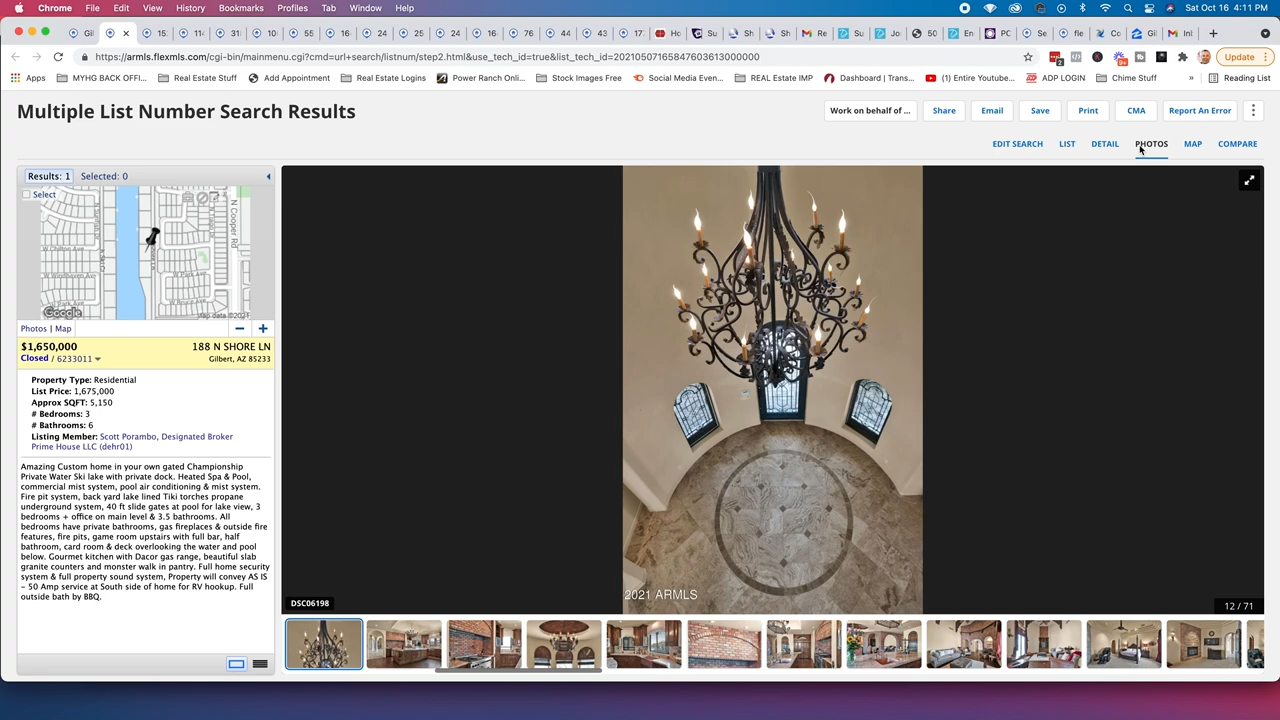 Chrome File Edit View History Bookmarks Profiles Tab Window Help Sat Oct 16 4:11 PM
https://armls.flexmls.com/cgi-bin/mainmenu.cgi?cmd=url+search/listnum/step2.html&use_tech_id=true&list_tech_id=20210507165847603613000000 Update
Apps MYHG BACK OFFI... Real Estate Stuff Add Appointment Real Estate Logins Power Ranch Onli... Stock Images Free Social Media Even... REAL Estate IMP Dashboard | Trans... (1) Entire Youtube... ADP LOGIN Chime Stuff » Reading List
Multiple List Number Search Results
Work on behalf of ... Share Email Save Print CMA Report An Error
EDIT SEARCH LIST DETAIL PHOTOS MAP COMPARE
Results: 1 Selected: 0
Select
N Cooper Rd
Google
Photos | Map
$1,650,000 188 N SHORE LN
Closed / 6233011 Gilbert, AZ 85233
Property Type: Residential
List Price: 1,675,000
Approx SQFT: 5,150
# Bedrooms: 3
# Bathrooms: 6
Listing Member: Scott Porambo, Designated Broker
Prime House LLC (dehr01)
Amazing Custom home in your own gated Championship
Private Water Ski lake with private dock. Heated Spa & Pool,
commercial mist system, pool air conditioning & mist system.
Fire pit system, back yard lake lined Tiki torches propane
underground system, 40 ft slide gates at pool for lake view, 3
bedrooms + office on main level & 3.5 bathrooms. All
bedrooms have private bathrooms, gas fireplaces & outside fire
features, fire pits, game room upstairs with full bar, half
bathroom, card room & deck overlooking the water and pool
below. Gourmet kitchen with Dacor gas range, beautiful slab
granite counters and monster walk in pantry. Full home security
system & full property sound system, Property will convey AS IS
- 50 Amp service at South side of home for RV hookup. Full
outside bath by BBQ.
2021 ARMLS
DSC06198
12 / 71